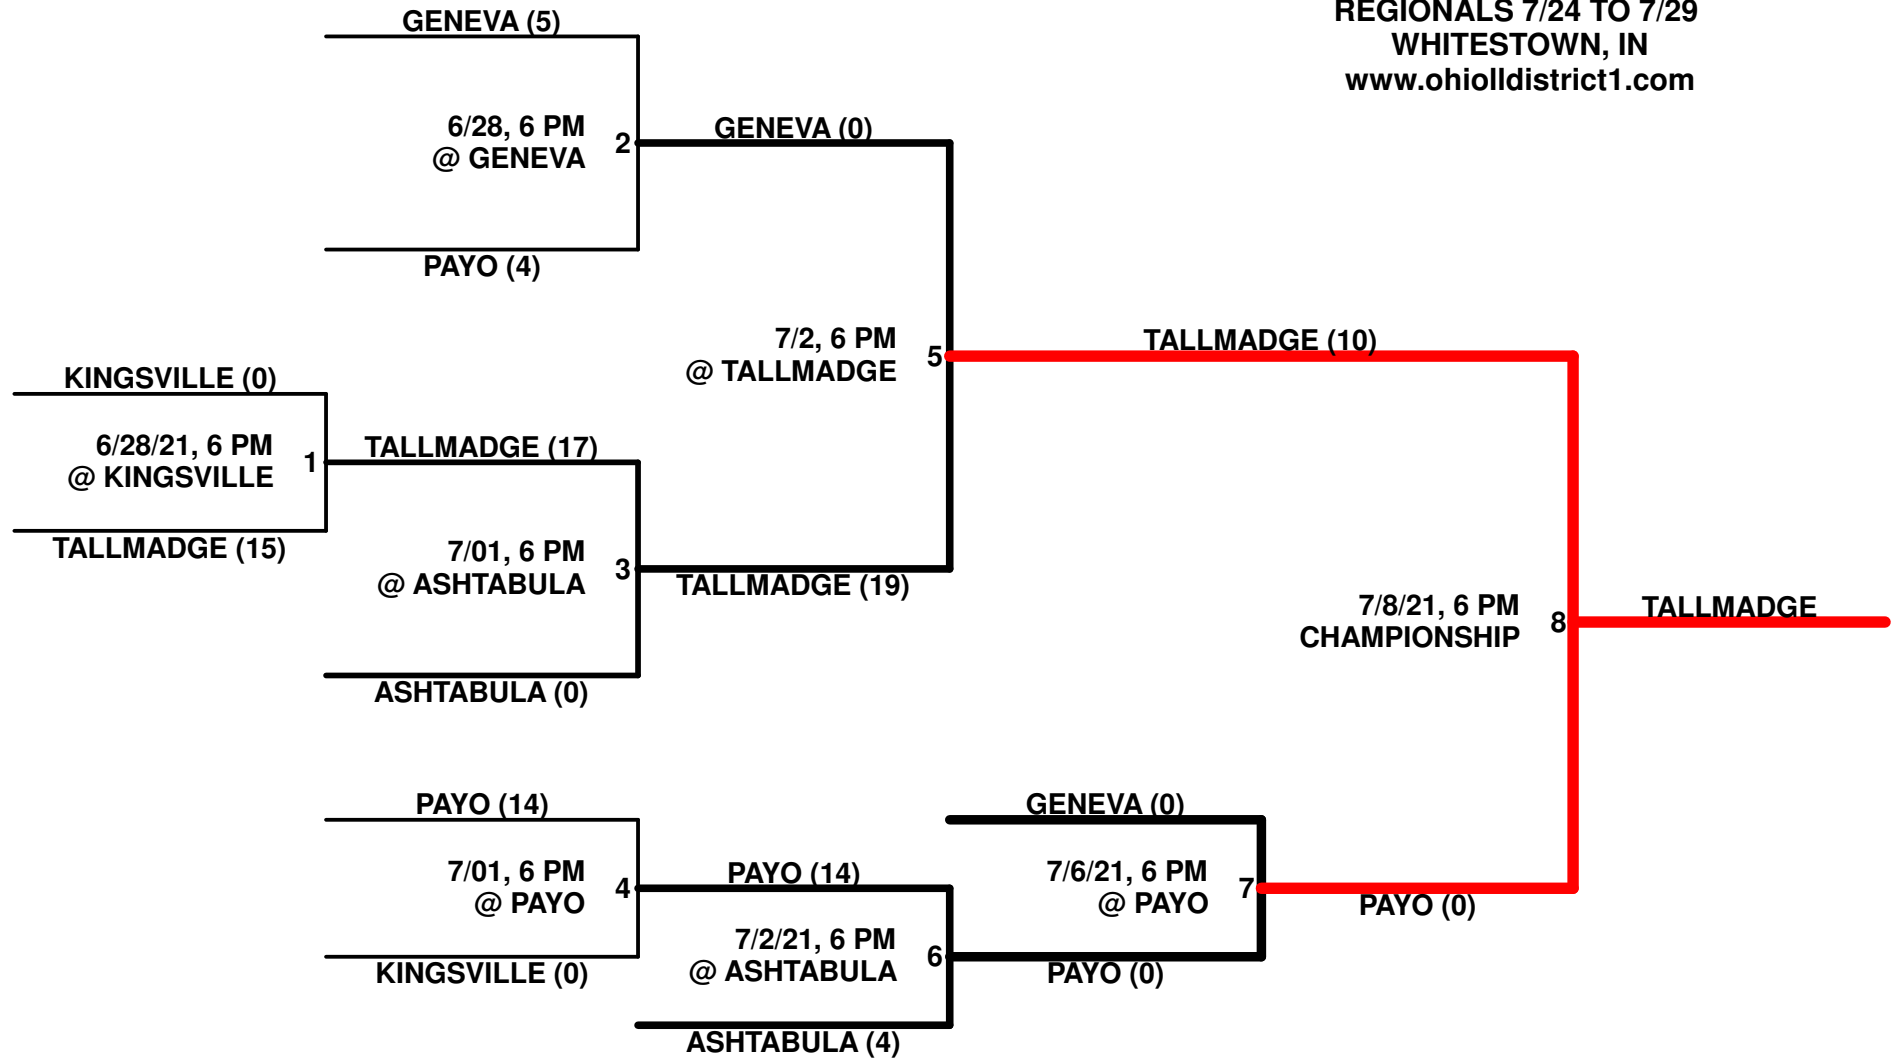 GENEVA (5)
REGIONALS 7/24 TO 7/29
WHITESTOWN, IN
www.ohiolldistrict1.com
6/28, 6 PM
@ GENEVA
2
GENEVA (0)
PAYO (4)
7/2, 6 PM
@ TALLMADGE
5
TALLMADGE (10)
KINGSVILLE (0)
6/28/21, 6 PM
@ KINGSVILLE
1
TALLMADGE (17)
TALLMADGE (15)
7/01, 6 PM
@ ASHTABULA
3
TALLMADGE (19)
ASHTABULA (0)
7/8/21, 6 PM
CHAMPIONSHIP
8
TALLMADGE
PAYO (14)
7/01, 6 PM
@ PAYO
4
KINGSVILLE (0)
PAYO (14)
7/2/21, 6 PM
@ ASHTABULA
6
ASHTABULA (4)
GENEVA (0)
7/6/21, 6 PM
@ PAYO
7
PAYO (0)
PAYO (0)